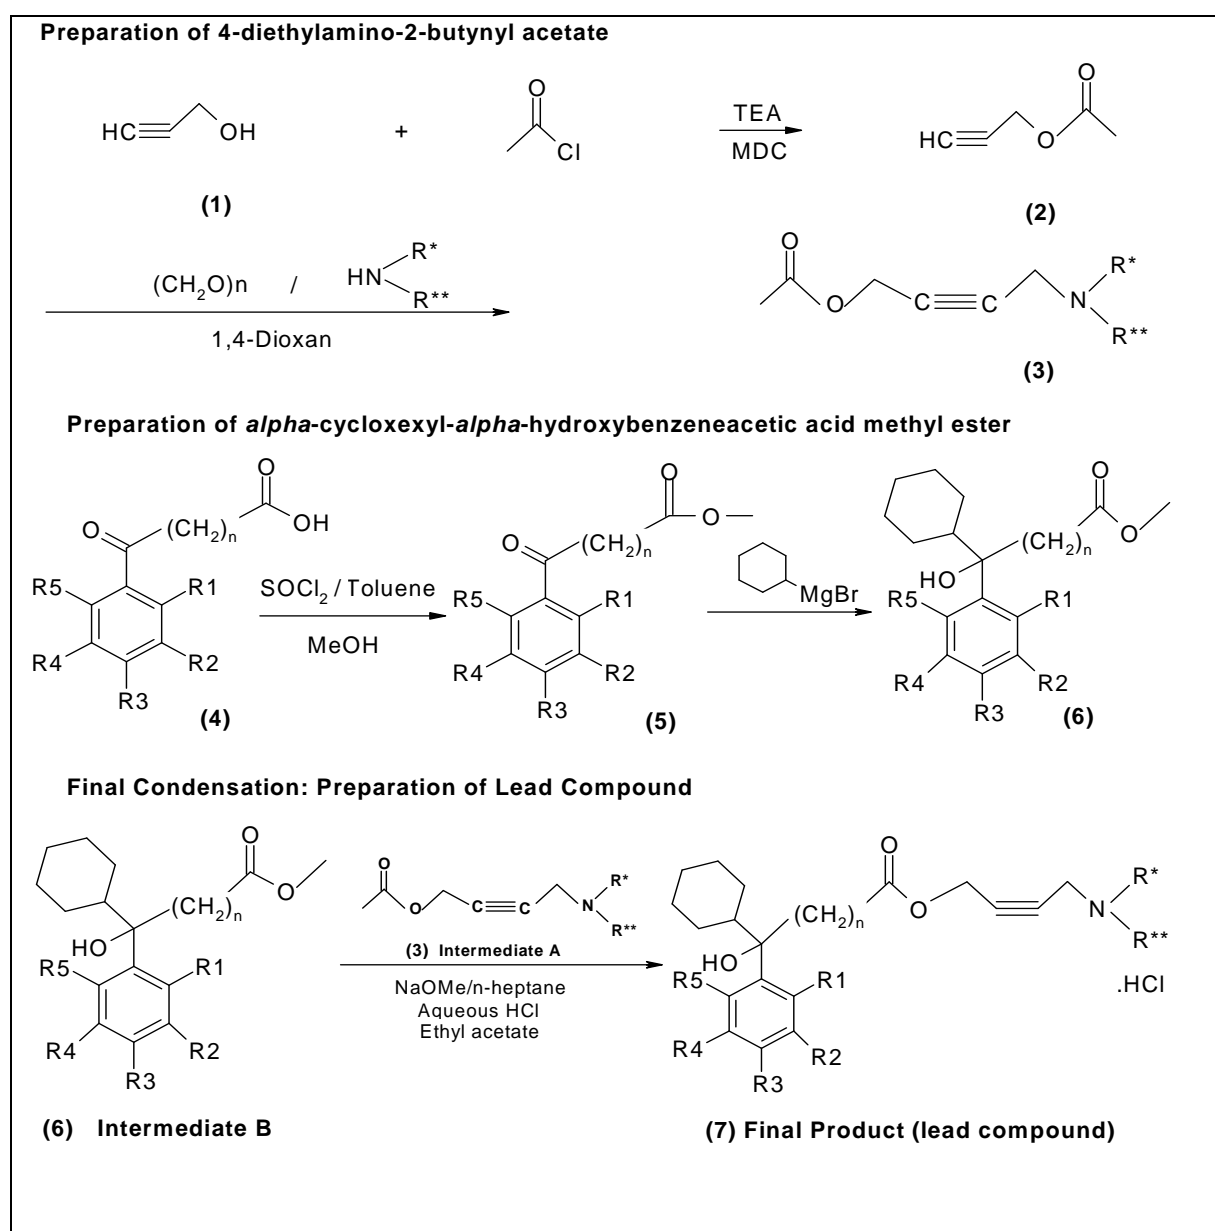 Preparation of 4-diethylamino-2-butynyl acetate
HC
OH
+
O
Cl
TEA
MDC
HC
O
O
(1)
(2)
(CH2O)n / HN R* R**
1,4-Dioxan
O
O
C
C
N
R*
R**
(3)
Preparation of alpha-cycloxexyl-alpha-hydroxybenzeneacetic acid methyl ester
O
OH
O
(CH2)n
R5
R1
R4
R2
R3
(4)
SOCl2 / Toluene
MeOH
O
O
O
(CH2)n
R5
R1
R4
R2
R3
(5)
MgBr
O
O
(CH2)n
HO
R5
R1
R4
R2
R3
(6)
Final Condensation: Preparation of Lead Compound
O
O
(CH2)n
HO
R5
R1
R4
R2
R3
(6) Intermediate B
O
O
C
C
N
R*
R**
(3) Intermediate A
NaOMe/n-heptane
Aqueous HCl
Ethyl acetate
O
O
(CH2)n
HO
R5
R1
R4
R2
R3
N
R*
R**
.HCl
(7) Final Product (lead compound)